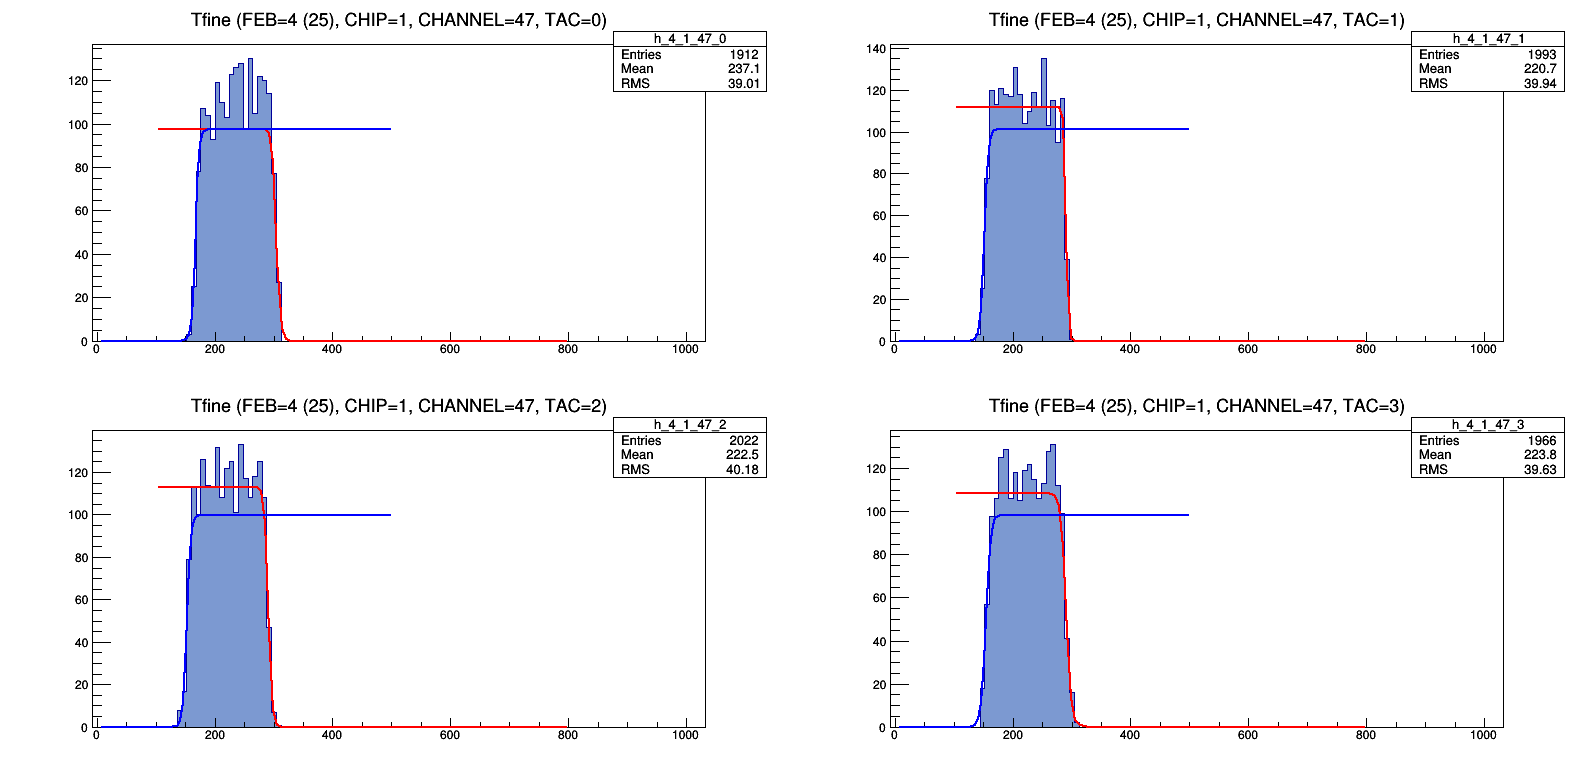 Tfine (FEB=4 (25), CHIP=1, CHANNEL=47, TAC=0)
h_4_1_47_0
Entries 1912
Mean 237.1
RMS 39.01
120
100
80
60
40
20
0
0 200 400 600 800 1000
Tfine (FEB=4 (25), CHIP=1, CHANNEL=47, TAC=1)
h_4_1_47_1
Entries 1993
Mean 220.7
RMS 39.94
140
120
100
80
60
40
20
0
0 200 400 600 800 1000
Tfine (FEB=4 (25), CHIP=1, CHANNEL=47, TAC=2)
h_4_1_47_2
Entries 2022
Mean 222.5
RMS 40.18
120
100
80
60
40
20
0
0 200 400 600 800 1000
Tfine (FEB=4 (25), CHIP=1, CHANNEL=47, TAC=3)
h_4_1_47_3
Entries 1966
Mean 223.8
RMS 39.63
120
100
80
60
40
20
0
0 200 400 600 800 1000